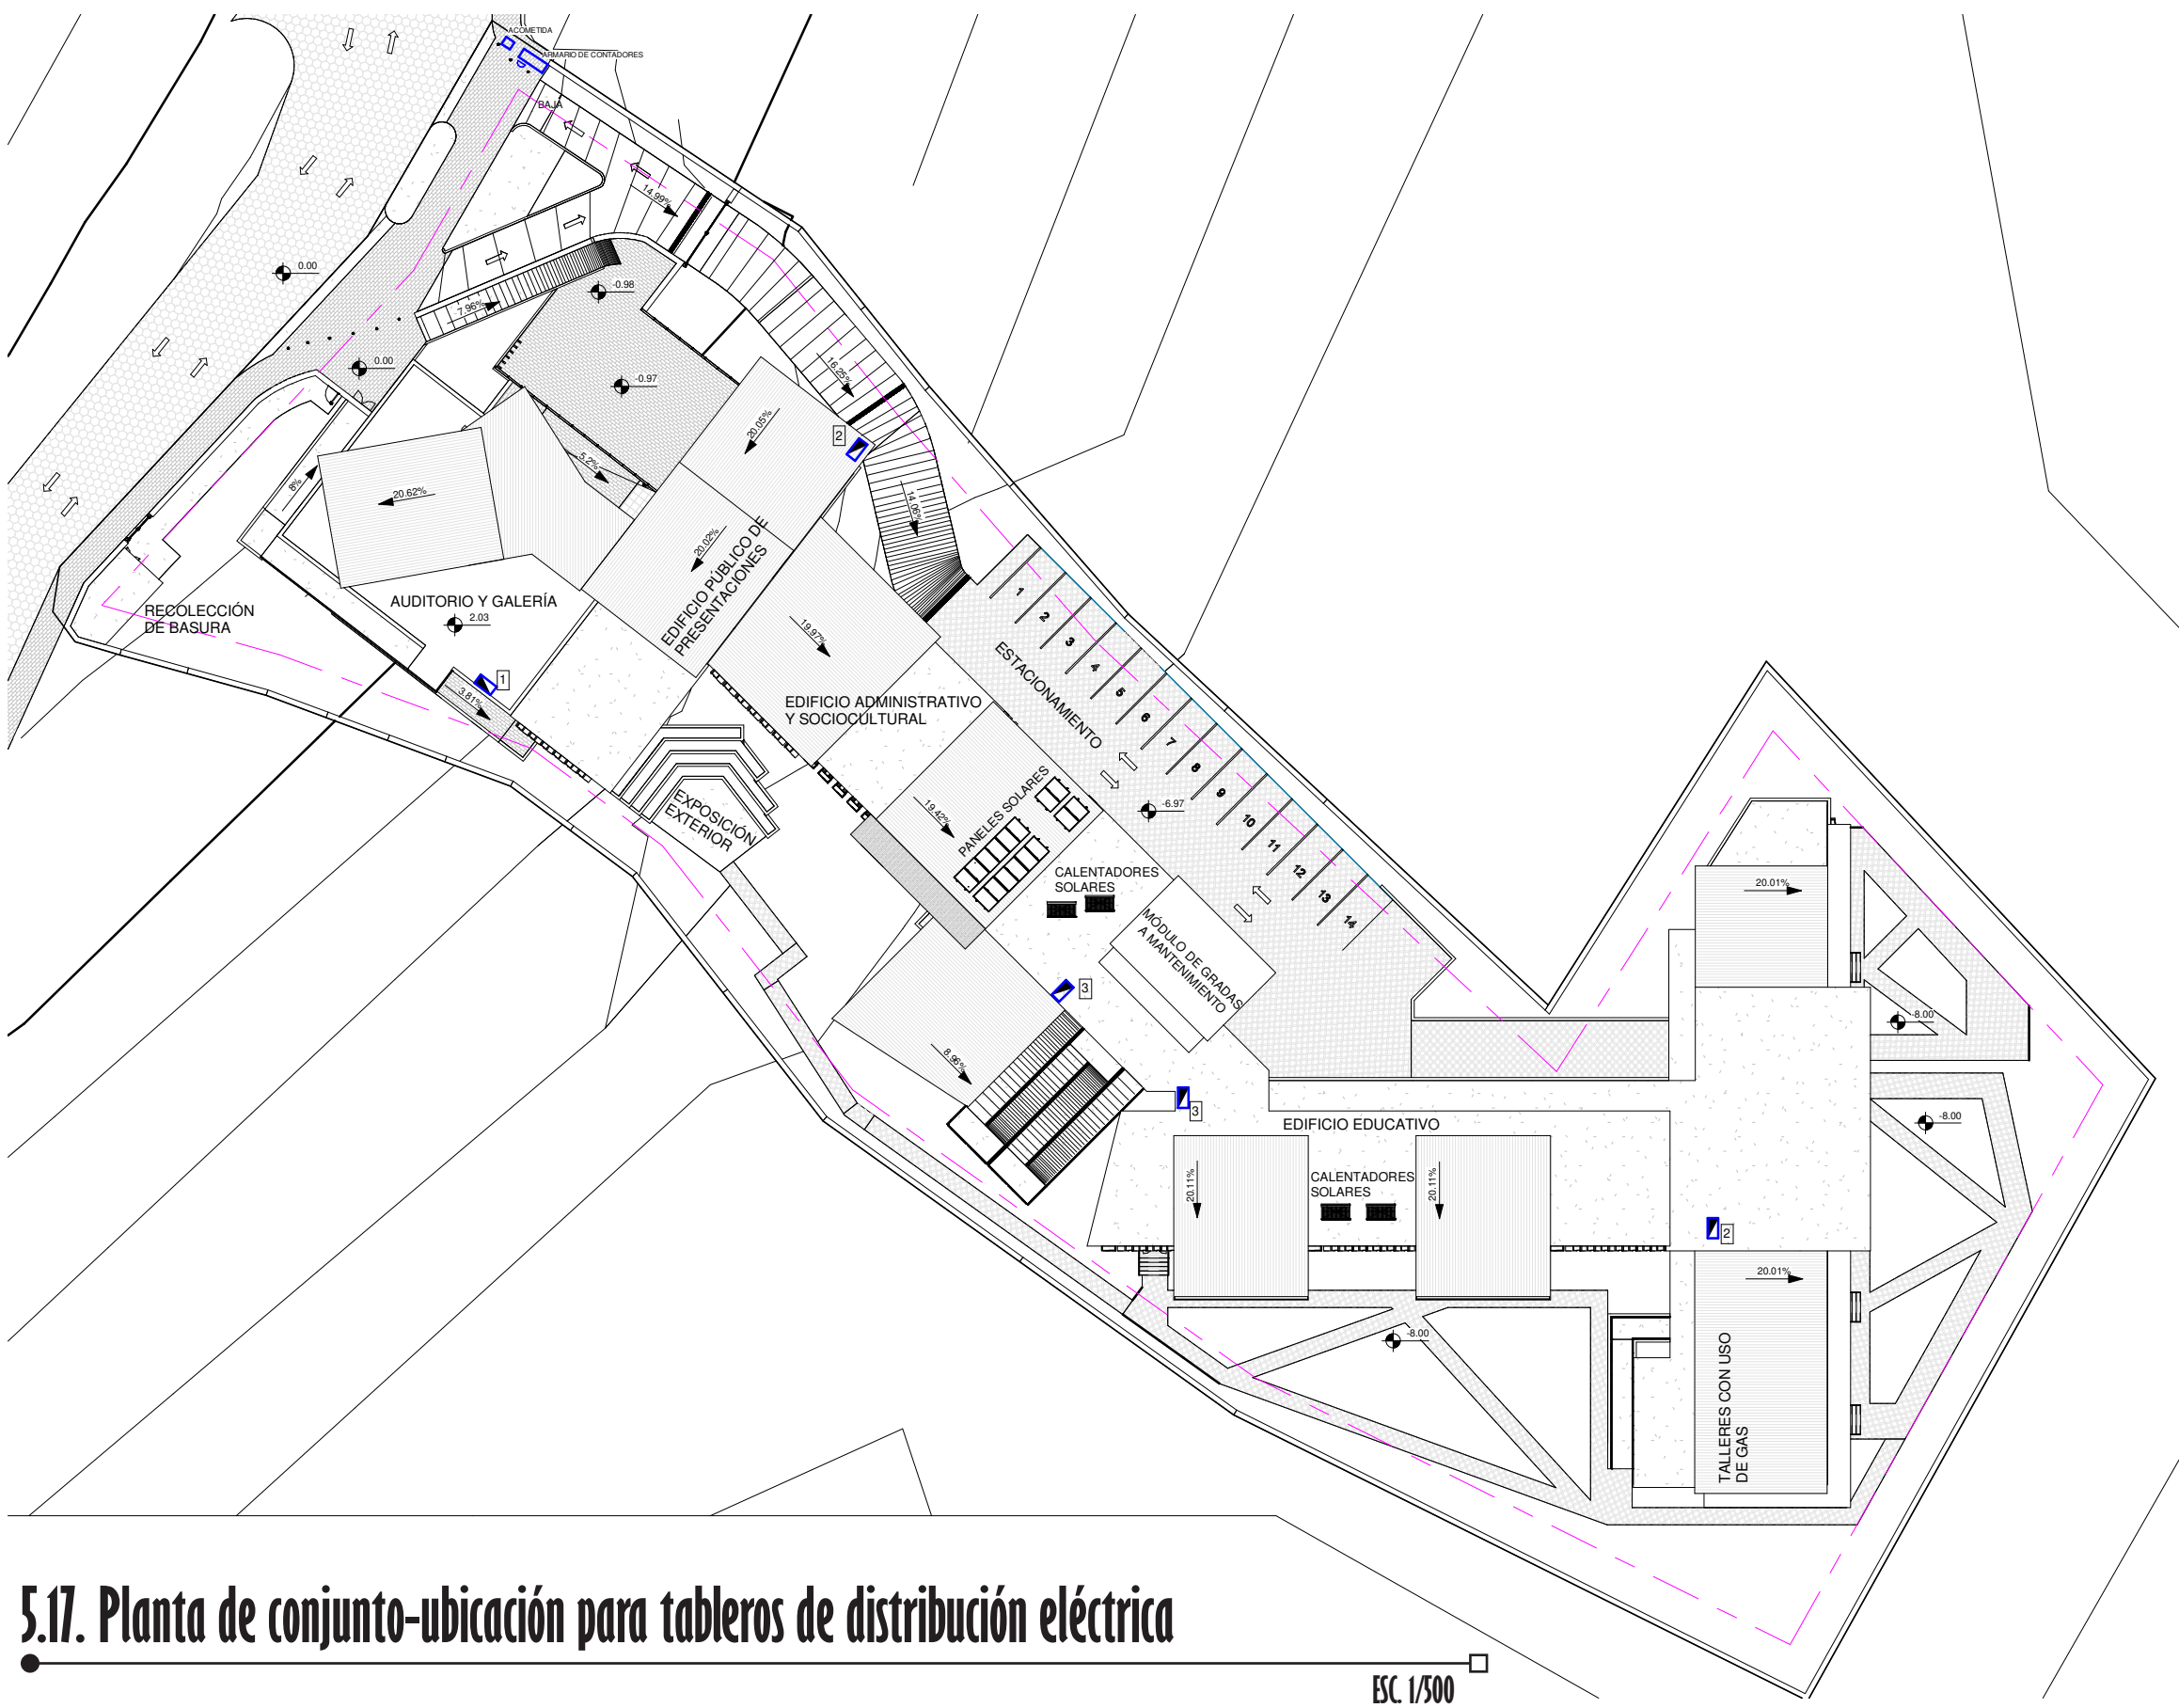 ACOMETIDA
ARMARIO DE CONTADORES
BAJA
14.99%
0.00
-0.98
7.96%
0.00
-0.97
16.25%
20.05%
2
5.2%
20.62%
8%
14.06%
20.02%
EDIFICIO PÚBLICO DE
PRESENTACIONES
RECOLECCIÓN
DE BASURA
AUDITORIO Y GALERÍA
2.03
19.97%
1
3.81%
EDIFICIO ADMINISTRATIVO
Y SOCIOCULTURAL
ESTACIONAMIENTO
1
2
3
4
5
6
7
8
9
10
11
12
13
14
-6.97
EXPOSICIÓN
EXTERIOR
19.42%
PANELES SOLARES
CALENTADORES
SOLARES
MÓDULO DE GRADAS
A MANTENIMIENTO
20.01%
3
-8.00
8.96%
3
EDIFICIO EDUCATIVO
-8.00
20.11%
CALENTADORES
SOLARES
20.11%
2
20.01%
-8.00
TALLERES CON USO
DE GAS
5.17. Planta de conjunto-ubicación para tableros de distribución eléctrica
ESC. 1/500